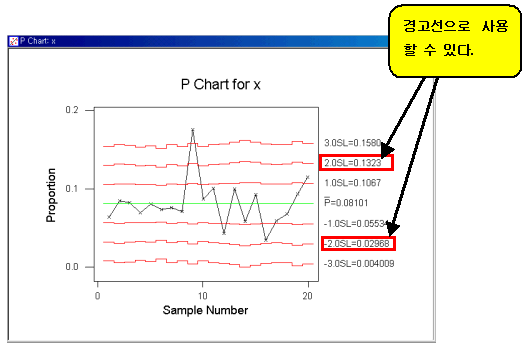 경고선으로 사용
할 수 있다.
P Chart: x
P Chart for x
0.2
0.1
0.0
Proportion
3.0SL=0.1580
2.0SL=0.1323
1.0SL=0.1067
P̅=0.08101
-1.0SL=0.05534
-2.0SL=0.02968
-3.0SL=0.004009
0
10
20
Sample Number